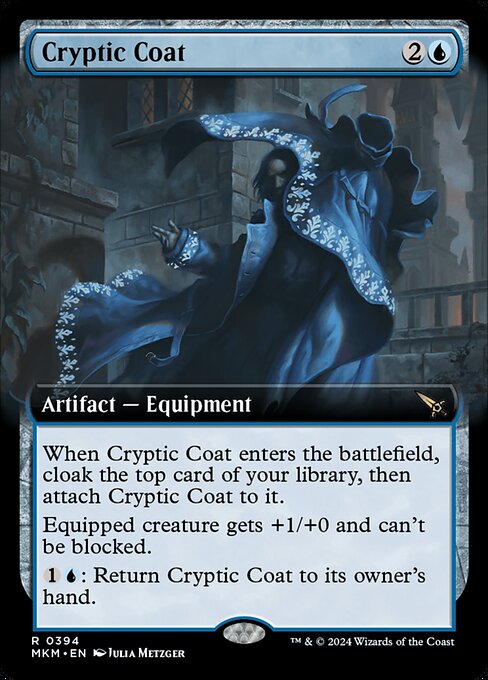 Cryptic Coat 2
Artifact — Equipment
When Cryptic Coat enters the battlefield,
cloak the top card of your library, then
attach Cryptic Coat to it.
Equipped creature gets +1/+0 and can't
be blocked.
1 : Return Cryptic Coat to its owner's
hand.
R 0394 ™ & © 2024 Wizards of the Coast
MKM • EN Julia Metzger